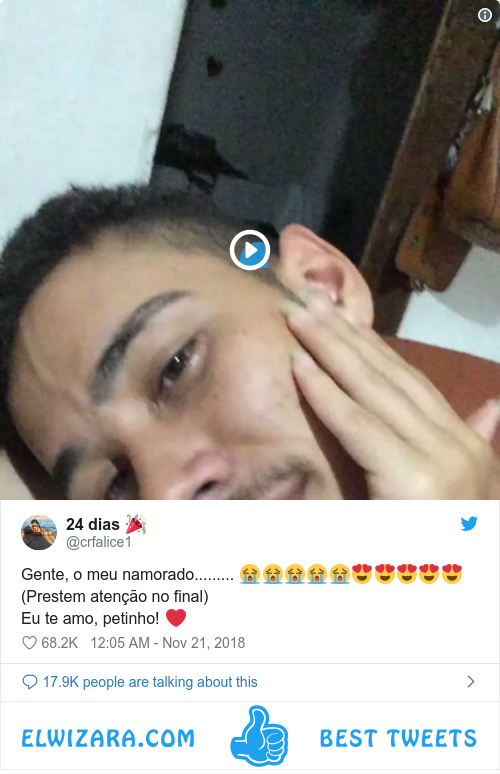 24 dias 🎉
@crfalice1
Gente, o meu namorado......... 😭😭😭😭😭😍😍😍😍😍
(Prestem atenção no final)
Eu te amo, petinho! ❤️
68.2K 12:05 AM - Nov 21, 2018
17.9K people are talking about this
ELWIZARA.COM BEST TWEETS